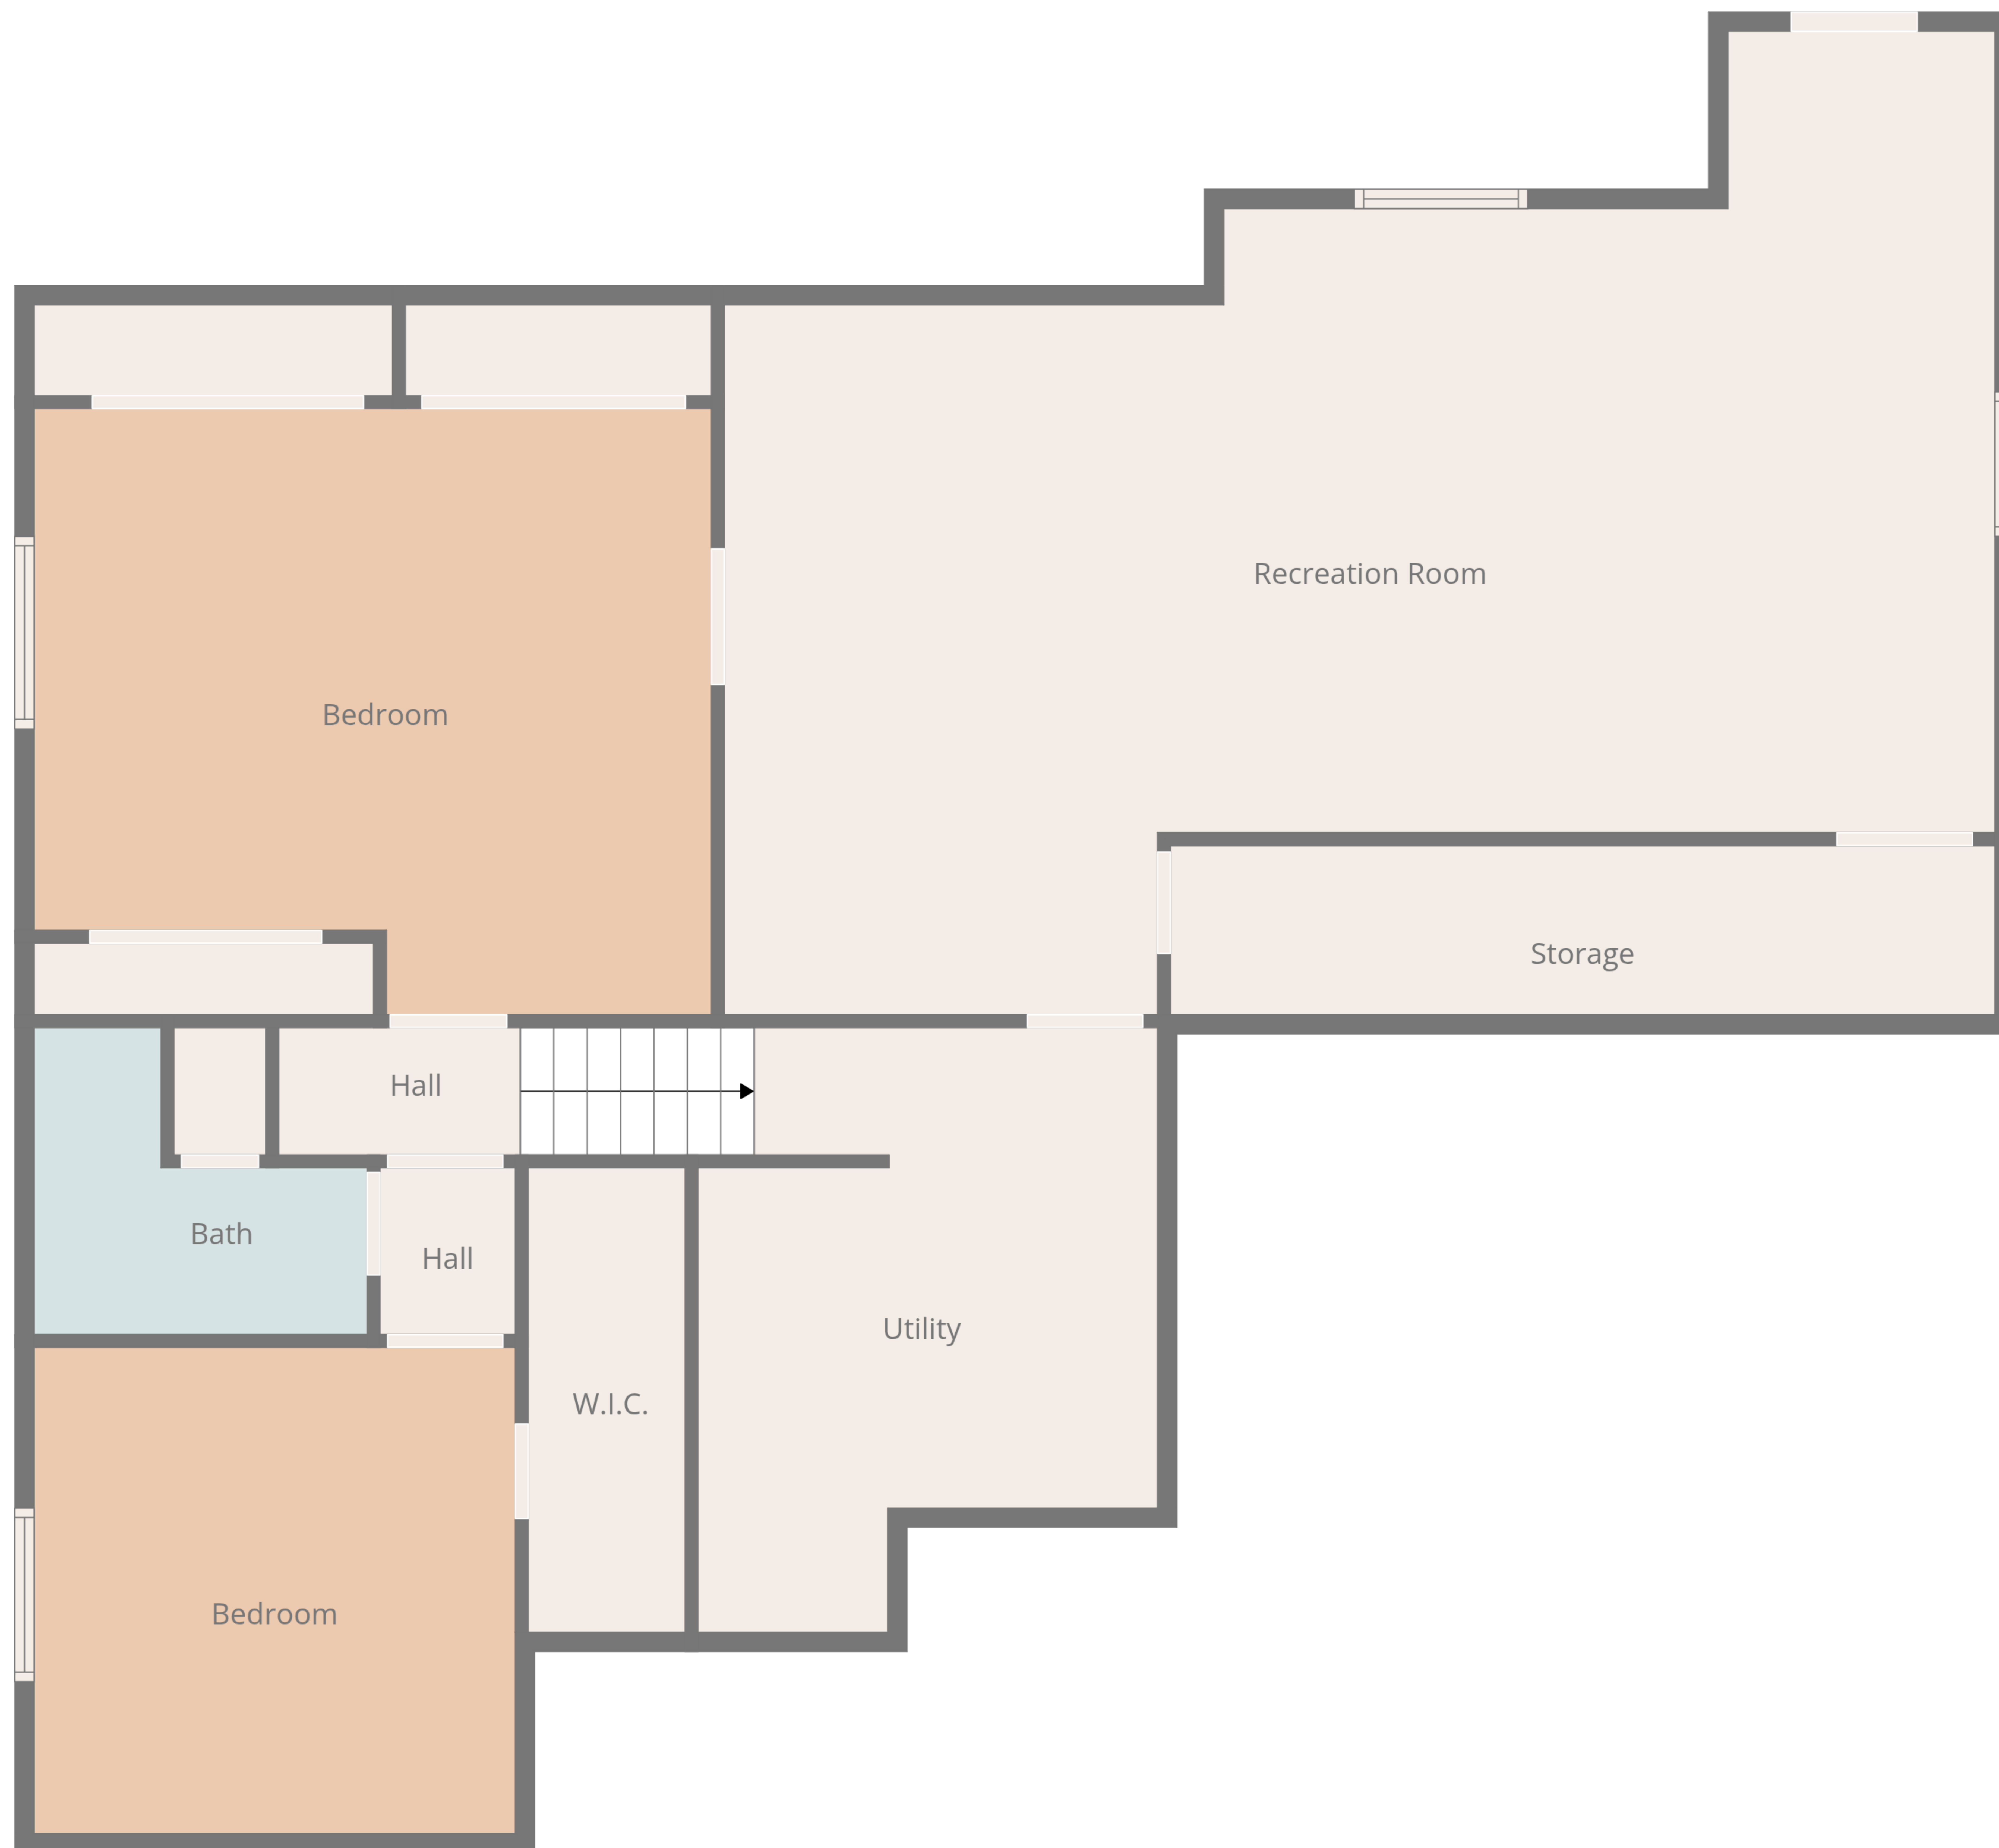 Recreation Room
Bedroom
Storage
Hall
Bath
Hall
Utility
W.I.C.
Bedroom